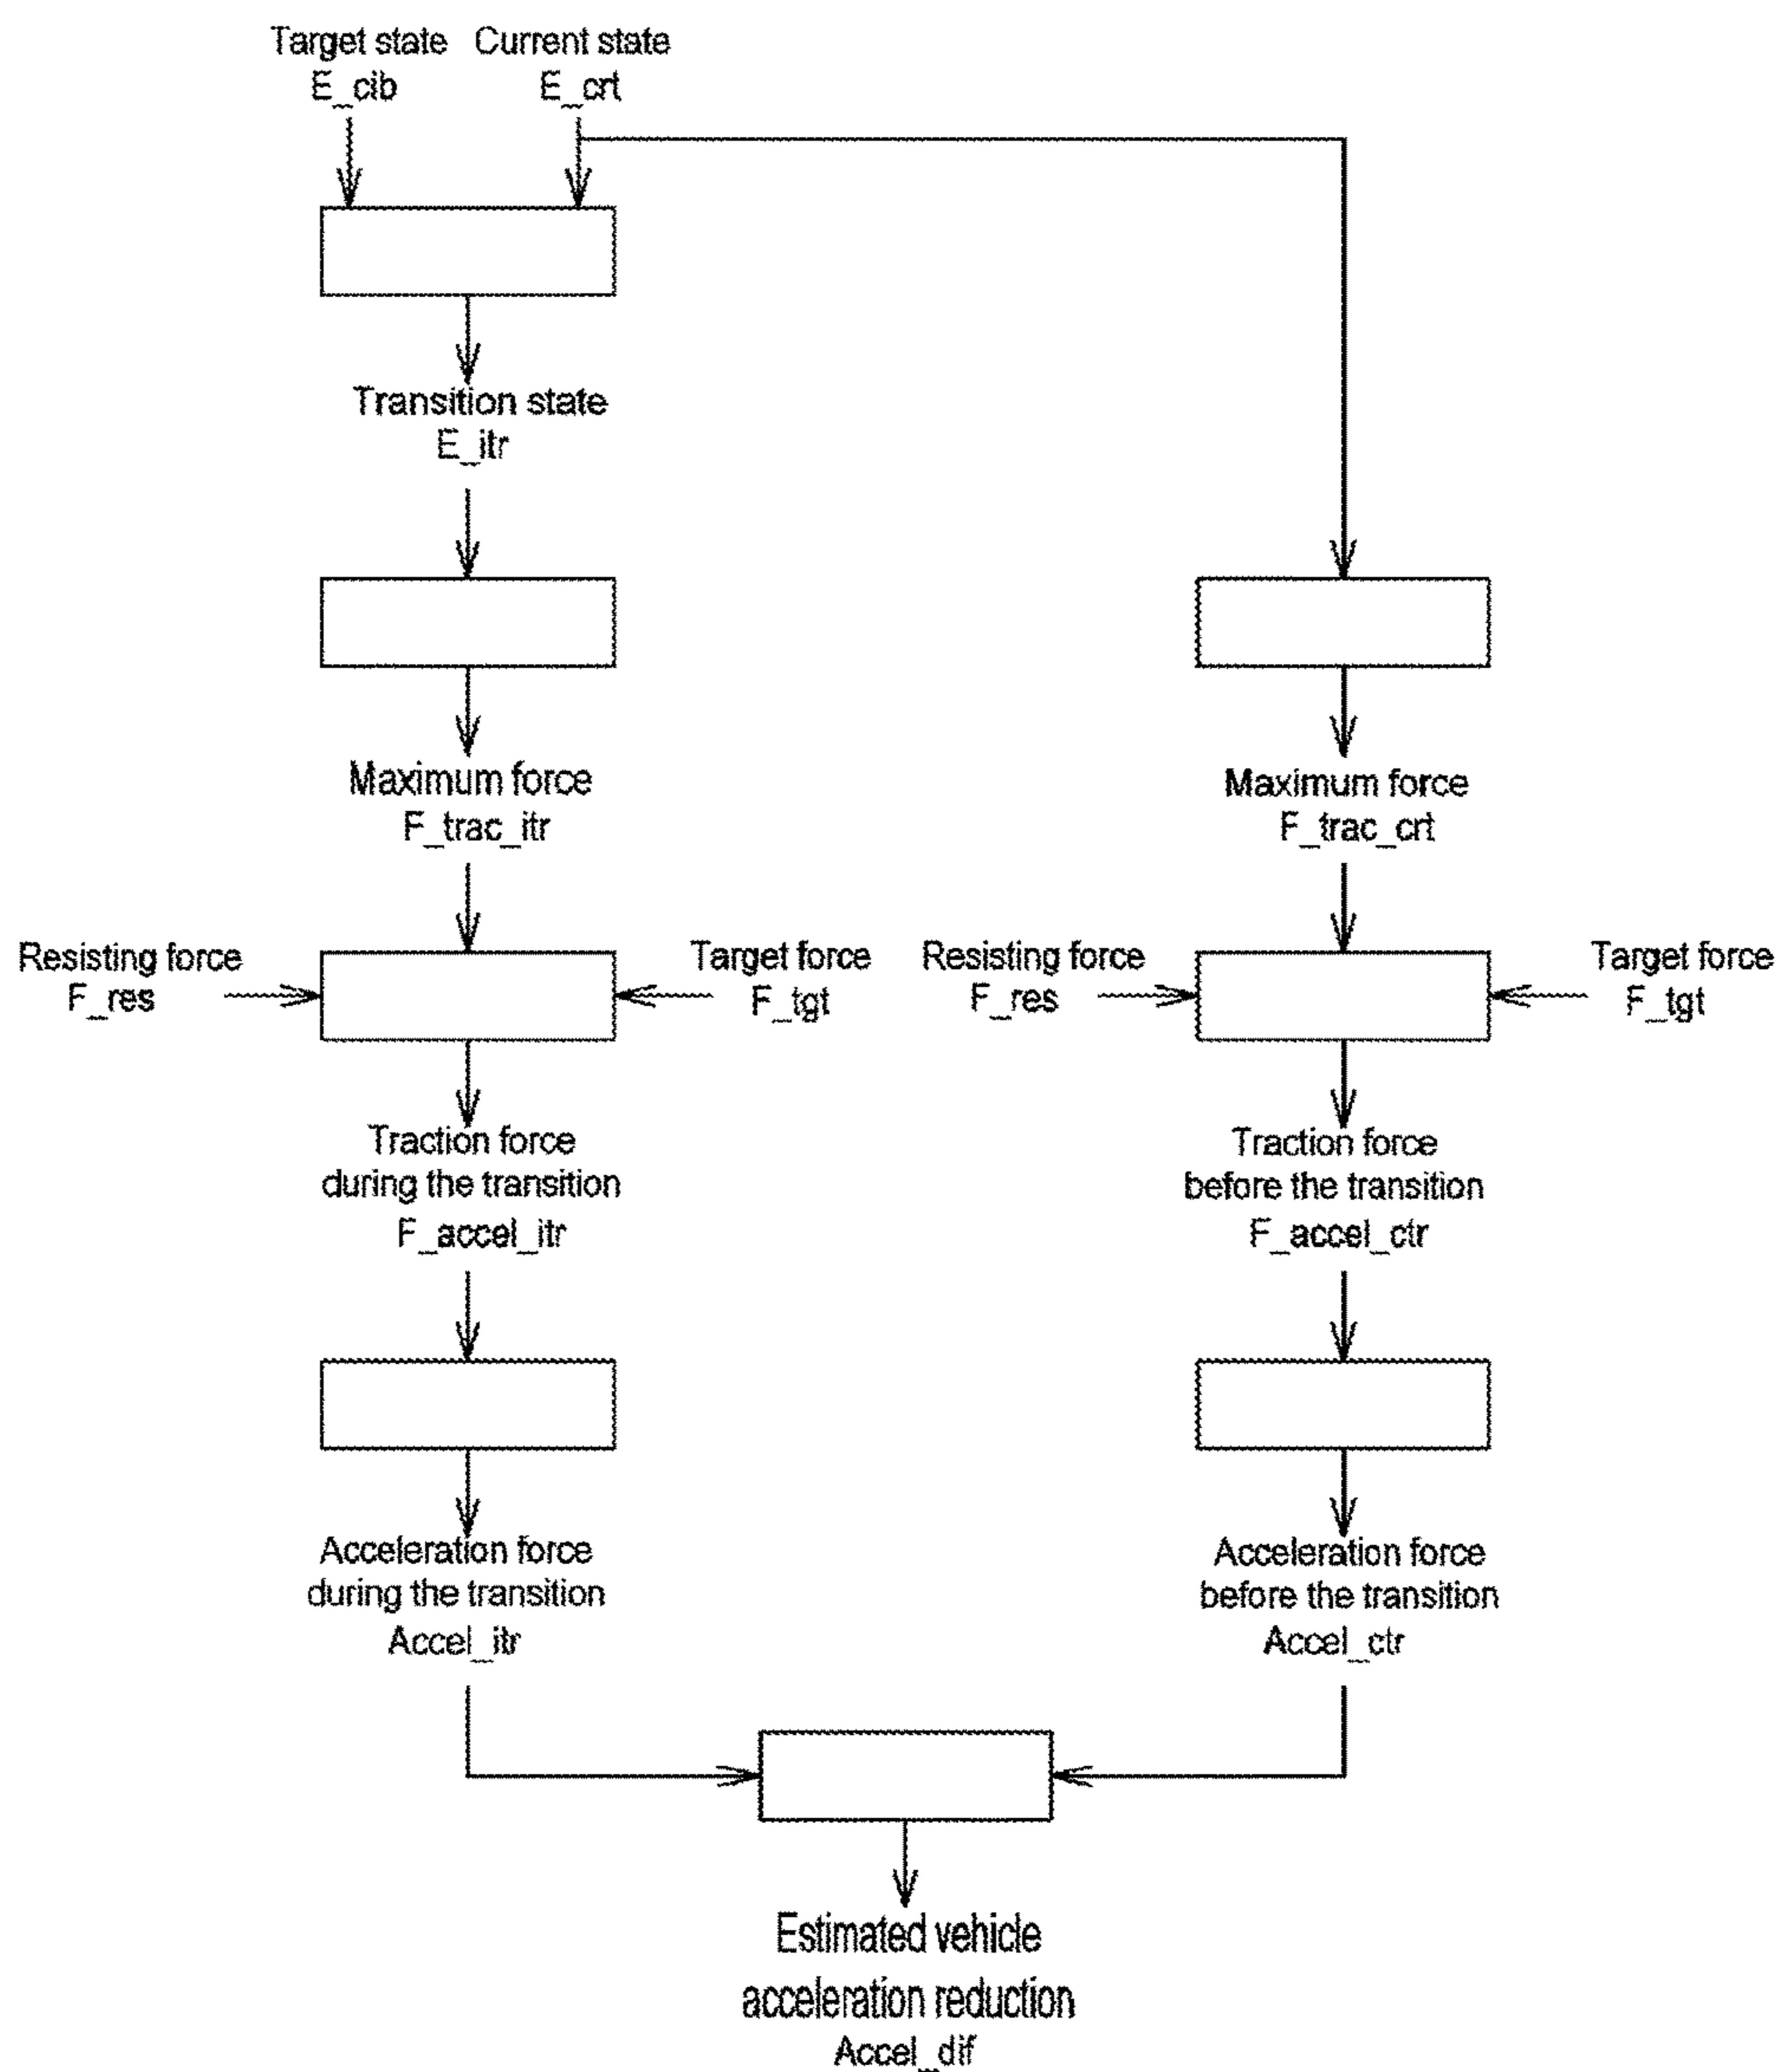 Target state
E_cib
Current state
E_crt
Transition state
E_itr
Maximum force
F_trac_itr
Maximum force
F_trac_crt
Resisting force
F_res
Target force
F_tgt
Resisting force
F_res
Target force
F_tgt
Traction force
during the transition
F_accel_itr
Traction force
before the transition
F_accel_ctr
Acceleration force
during the transition
Accel_itr
Acceleration force
before the transition
Accel_ctr
Estimated vehicle
acceleration reduction
Accel_dif